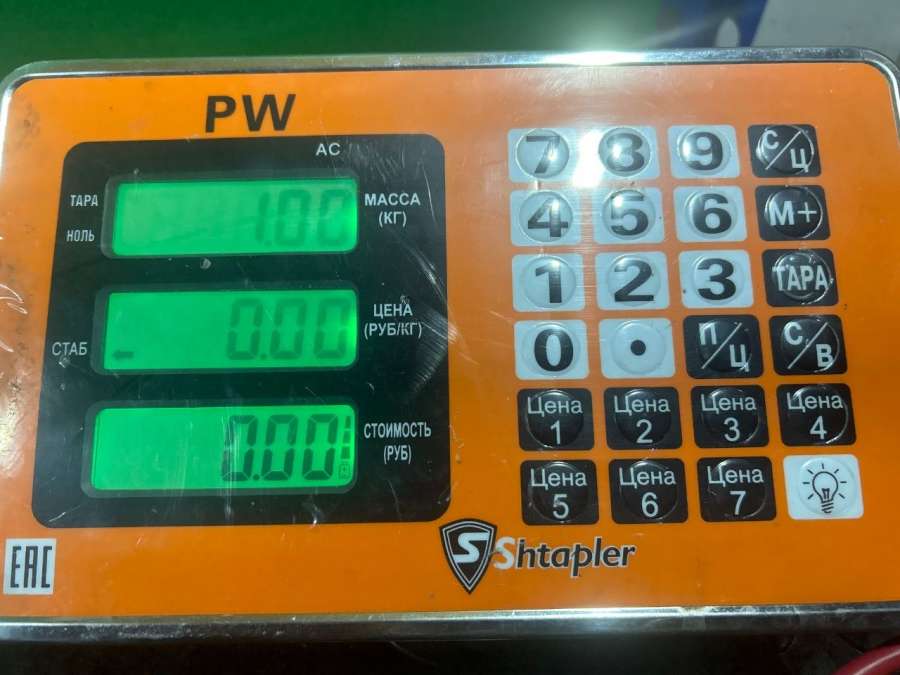 PW
AC
ТАРА
НОЛЬ
1.00
МАССА
(КГ)
СТАБ
0.00
ЦЕНА
(РУБ/КГ)
0.00
СТОИМОСТЬ
(РУБ)
7 8 9 С/Ц
4 5 6 М+
1 2 3 ТАРА
0 . П/Ц С/В
Цена 1 Цена 2 Цена 3 Цена 4
Цена 5 Цена 6 Цена 7
EAC
S Shtapler